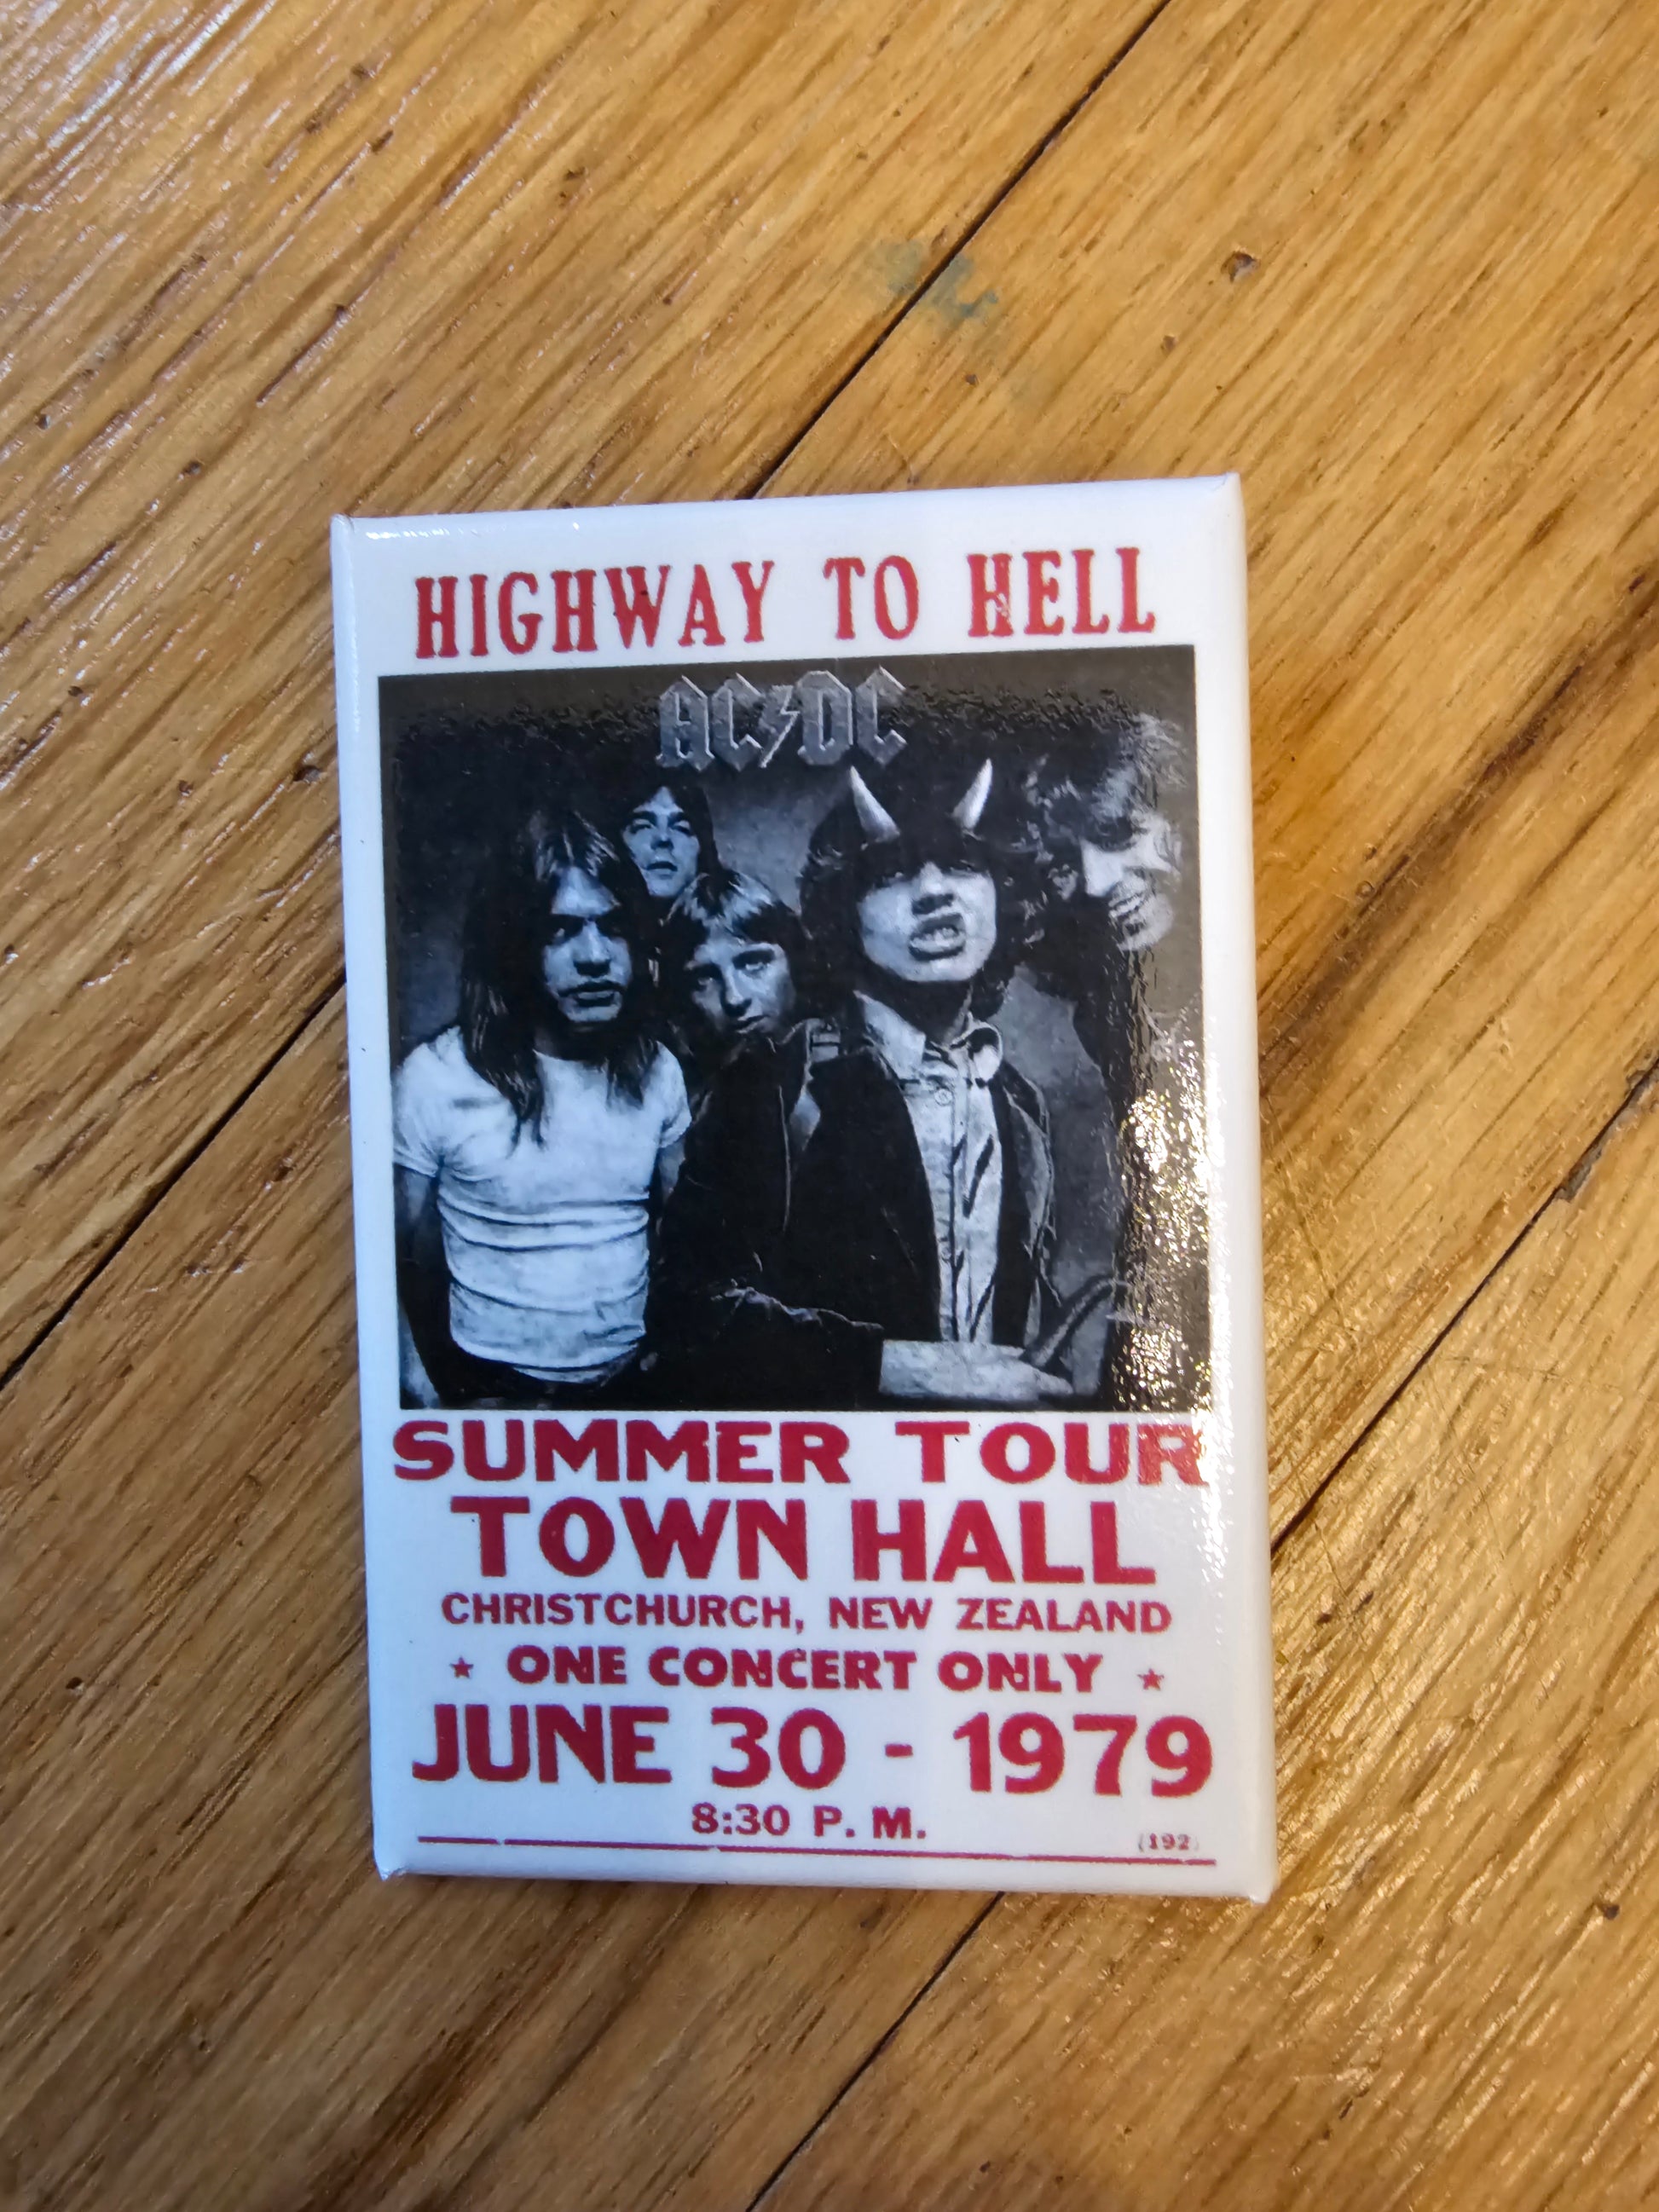 HIGHWAY TO HELL
AC⚡DC
SUMMER TOUR
TOWN HALL
CHRISTCHURCH, NEW ZEALAND
★ ONE CONCERT ONLY ★
JUNE 30 - 1979
8:30 P. M.
(192)